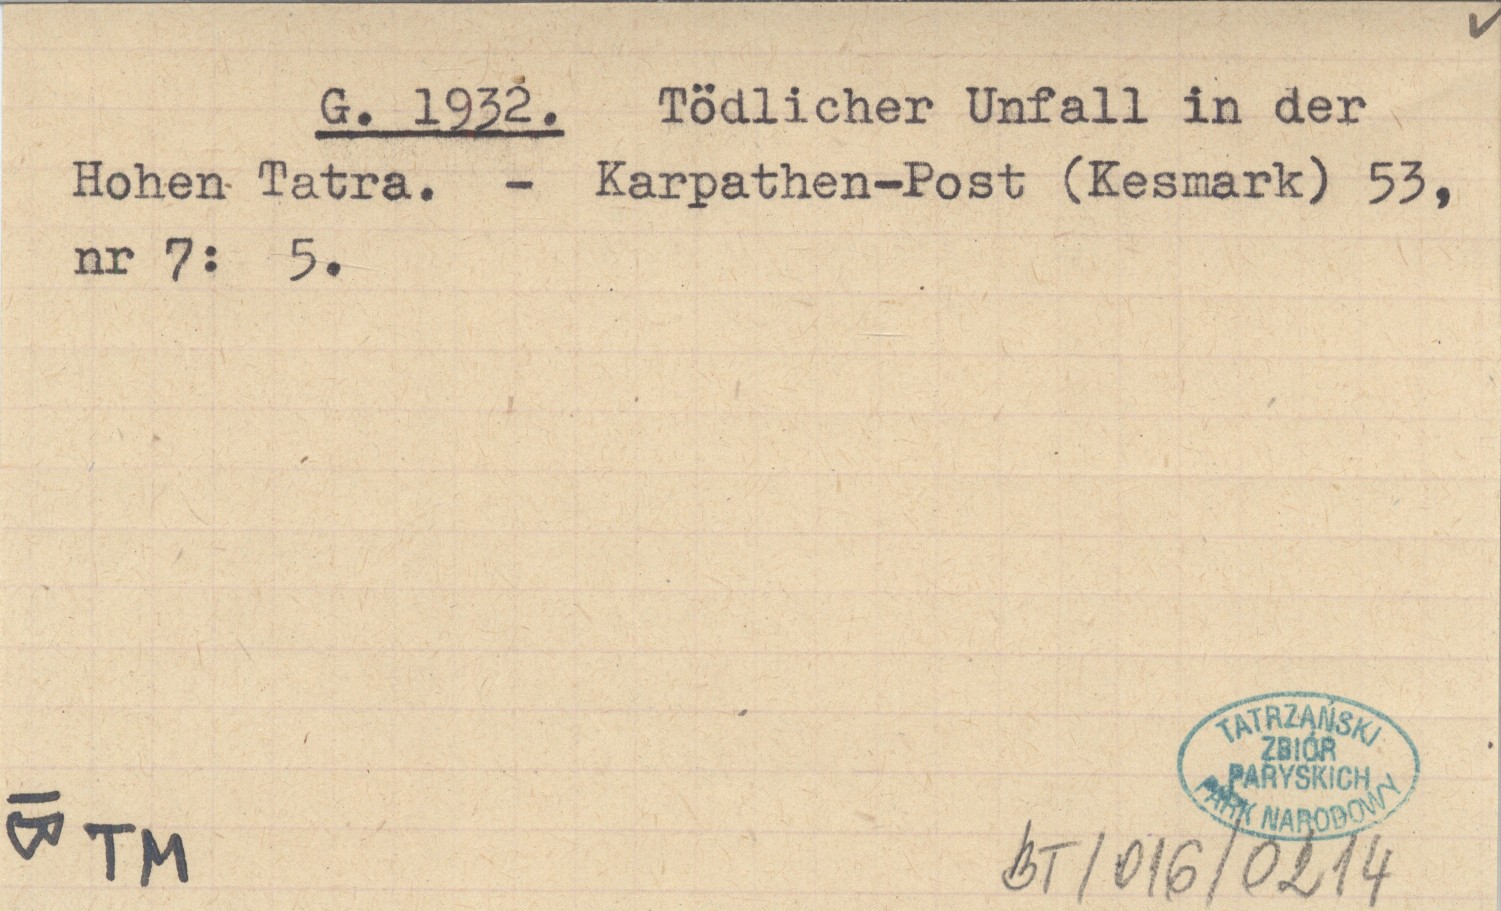 G. 1932. Tödlicher Unfall in der
Hohen Tatra. - Karpathen-Post (Kesmark) 53,
nr 7: 5.
TATRZAŃSKI
ZBIÓR
PARYSKICH
PARK NARODOWY
TM
BT/016/0214